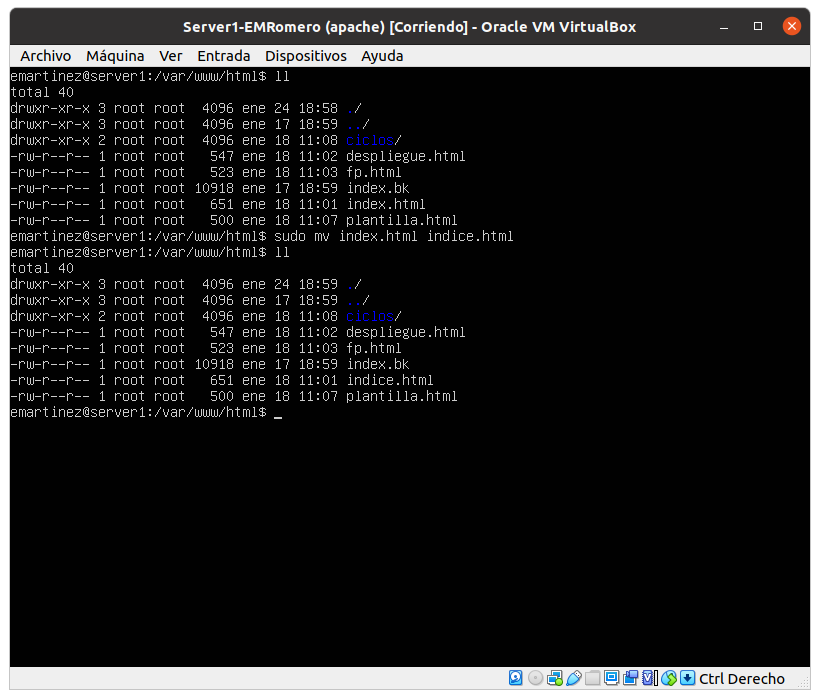 Server1-EMRomero (apache) [Corriendo] - Oracle VM VirtualBox
Archivo Máquina Ver Entrada Dispositivos Ayuda
emartinez@server1:/var/www/html$ ll
total 40
drwxr-xr-x 3 root root  4096 ene 24 18:58 ./
drwxr-xr-x 3 root root  4096 ene 17 18:59 ../
drwxr-xr-x 2 root root  4096 ene 18 11:08 ciclos/
-rw-r--r-- 1 root root   547 ene 18 11:02 despliegue.html
-rw-r--r-- 1 root root   523 ene 18 11:03 fp.html
-rw-r--r-- 1 root root 10918 ene 17 18:59 index.bk
-rw-r--r-- 1 root root   651 ene 18 11:01 index.html
-rw-r--r-- 1 root root   500 ene 18 11:07 plantilla.html
emartinez@server1:/var/www/html$ sudo mv index.html indice.html
emartinez@server1:/var/www/html$ ll
total 40
drwxr-xr-x 3 root root  4096 ene 24 18:59 ./
drwxr-xr-x 3 root root  4096 ene 17 18:59 ../
drwxr-xr-x 2 root root  4096 ene 18 11:08 ciclos/
-rw-r--r-- 1 root root   547 ene 18 11:02 despliegue.html
-rw-r--r-- 1 root root   523 ene 18 11:03 fp.html
-rw-r--r-- 1 root root 10918 ene 17 18:59 index.bk
-rw-r--r-- 1 root root   651 ene 18 11:01 indice.html
-rw-r--r-- 1 root root   500 ene 18 11:07 plantilla.html
emartinez@server1:/var/www/html$ _
Ctrl Derecho